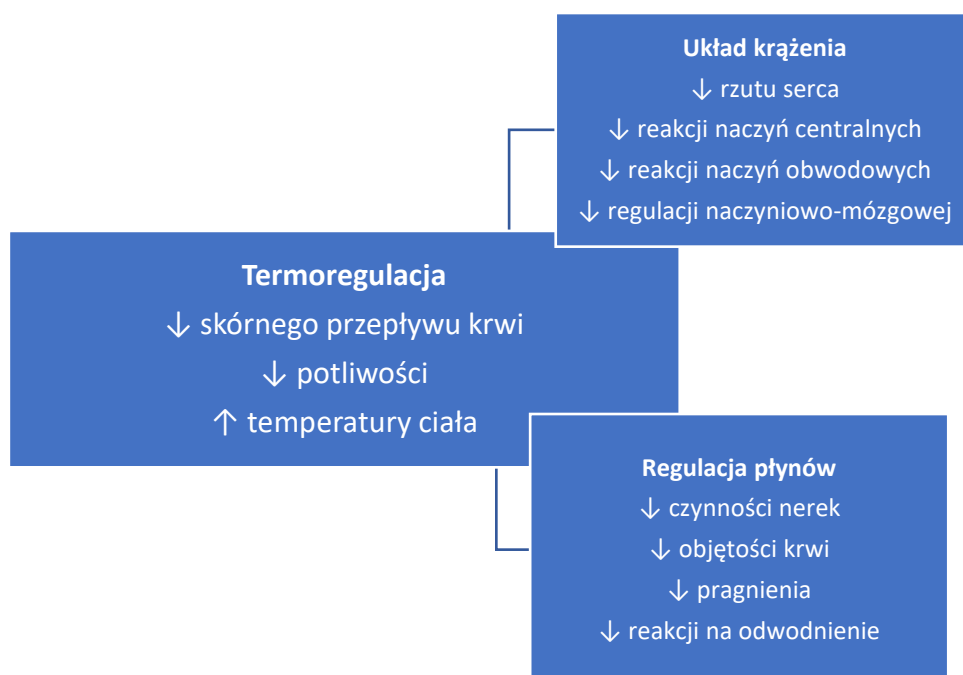 Układ krążenia
↓ rzutu serca
↓ reakcji naczyń centralnych
↓ reakcji naczyń obwodowych
↓ regulacji naczyniowo-mózgowej
Termoregulacja
↓ skórnego przepływu krwi
↓ potliwości
↑ temperatury ciała
Regulacja płynów
↓ czynności nerek
↓ objętości krwi
↓ pragnienia
↓ reakcji na odwodnienie